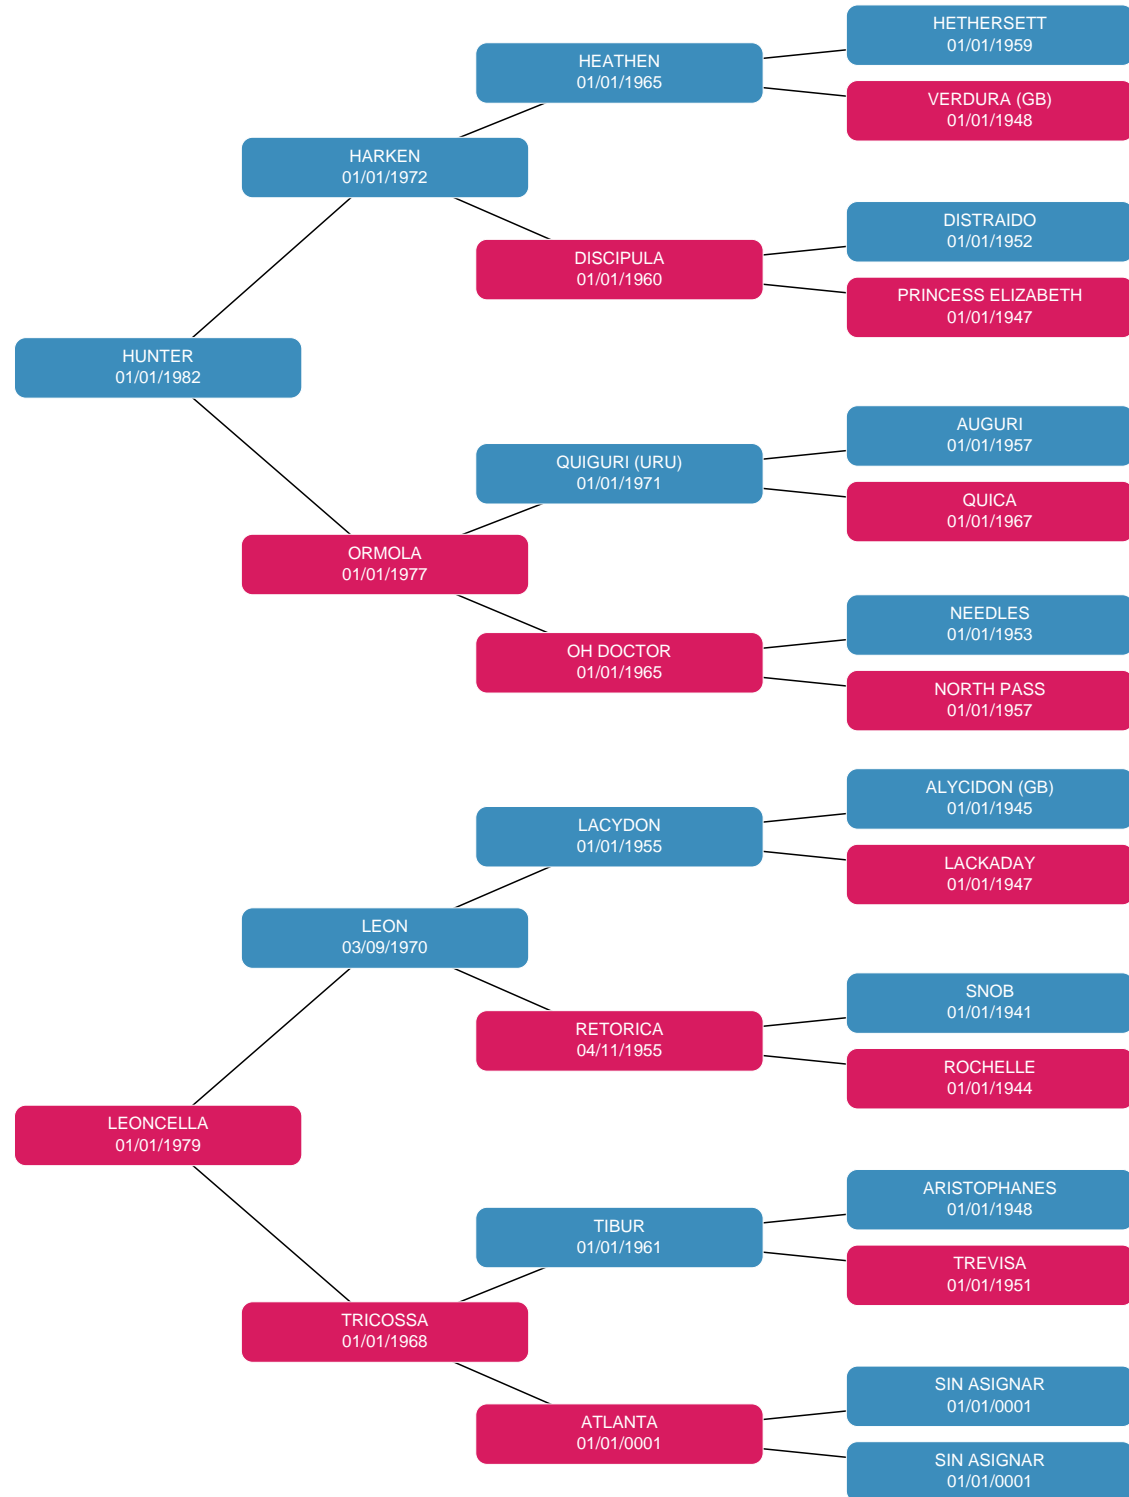 HETHERSETT
01/01/1959
HEATHEN
01/01/1965
VERDURA (GB)
01/01/1948
HARKEN
01/01/1972
DISTRAIDO
01/01/1952
DISCIPULA
01/01/1960
PRINCESS ELIZABETH
01/01/1947
HUNTER
01/01/1982
AUGURI
01/01/1957
QUIGURI (URU)
01/01/1971
QUICA
01/01/1967
ORMOLA
01/01/1977
NEEDLES
01/01/1953
OH DOCTOR
01/01/1965
NORTH PASS
01/01/1957
ALYCIDON (GB)
01/01/1945
LACYDON
01/01/1955
LACKADAY
01/01/1947
LEON
03/09/1970
SNOB
01/01/1941
RETORICA
04/11/1955
ROCHELLE
01/01/1944
LEONCELLA
01/01/1979
ARISTOPHANES
01/01/1948
TIBUR
01/01/1961
TREVISA
01/01/1951
TRICOSSA
01/01/1968
SIN ASIGNAR
01/01/0001
ATLANTA
01/01/0001
SIN ASIGNAR
01/01/0001